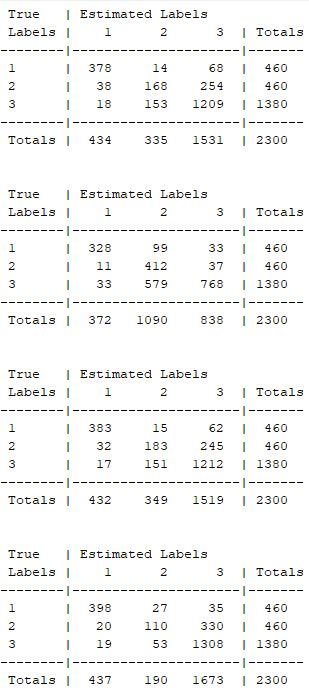 True   | Estimated Labels
Labels |    1      2      3  | Totals
-------|---------------------|-------
1      |   378     14     68 |  460
2      |    38    168    254 |  460
3      |    18    153   1209 | 1380
-------|---------------------|-------
Totals |   434    335   1531 | 2300
True   | Estimated Labels
Labels |    1      2      3  | Totals
-------|---------------------|-------
1      |   328     99     33 |  460
2      |    11    412     37 |  460
3      |    33    579    768 | 1380
-------|---------------------|-------
Totals |   372   1090    838 | 2300
True   | Estimated Labels
Labels |    1      2      3  | Totals
-------|---------------------|-------
1      |   383     15     62 |  460
2      |    32    183    245 |  460
3      |    17    151   1212 | 1380
-------|---------------------|-------
Totals |   432    349   1519 | 2300
True   | Estimated Labels
Labels |    1      2      3  | Totals
-------|---------------------|-------
1      |   398     27     35 |  460
2      |    20    110    330 |  460
3      |    19     53   1308 | 1380
-------|---------------------|-------
Totals |   437    190   1673 | 2300